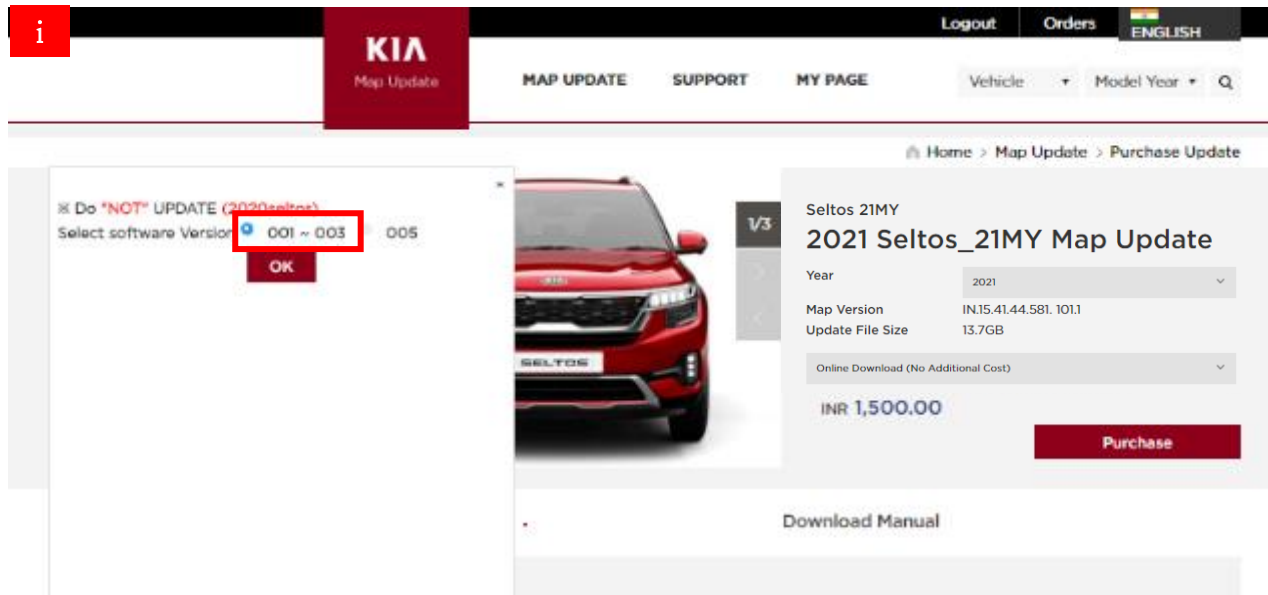 i
Logout Orders ENGLISH
KIA
Map Update
MAP UPDATE SUPPORT MY PAGE Vehicle Model Year
Home > Map Update > Purchase Update
×
※ Do "NOT" UPDATE (2020seltos)
Select software Version 001 ~ 003 005
OK
SELTOS
1/3
Seltos 21MY
2021 Seltos_21MY Map Update
Year 2021
Map Version IN.15.41.44.581. 101.1
Update File Size 13.7GB
Online Download (No Additional Cost)
INR 1,500.00
Purchase
Download Manual